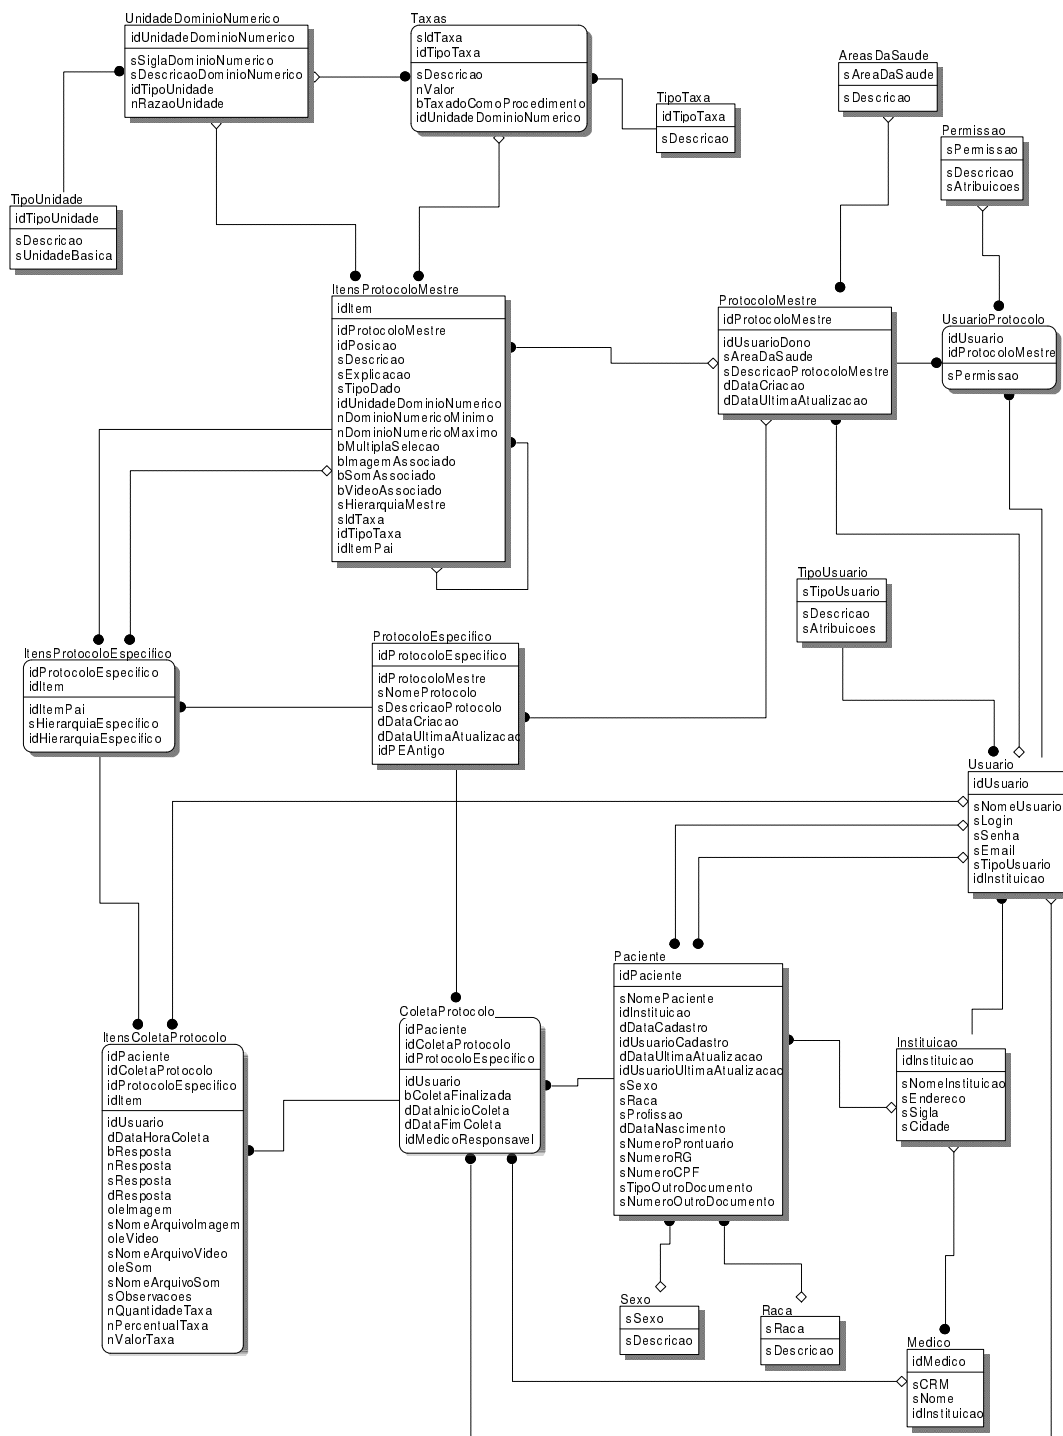 UnidadeDominioNumerico
idUnidadeDominioNumerico
sSiglaDominioNumerico
sDescricaoDominioNumerico
idTipoUnidade
nRazaoUnidade
Taxas
sIdTaxa
idTipoTaxa
sDescricao
nValor
bTaxadoComoProcedimento
idUnidadeDominioNumerico
TipoTaxa
idTipoTaxa
sDescricao
AreasDaSaude
sAreaDaSaude
sDescricao
Permissao
sPermissao
sDescricao
sAtribuicoes
TipoUnidade
idTipoUnidade
sDescricao
sUnidadeBasica
ItensProtocoloMestre
idItem
idProtocoloMestre
idPosicao
sDescricao
sExplicacao
sTipoDado
idUnidadeDominioNumerico
nDominioNumericoMinimo
nDominioNumericoMaximo
bMultiplaSelecao
bImagemAssociado
bSomAssociado
bVideoAssociado
sHierarquiaMestre
sIdTaxa
idTipoTaxa
idItemPai
ProtocoloMestre
idProtocoloMestre
idUsuarioDono
sAreaDaSaude
sDescricaoProtocoloMestre
dDataCriacao
dDataUltimaAtualizacao
UsuarioProtocolo
idUsuario
idProtocoloMestre
sPermissao
TipoUsuario
sTipoUsuario
sDescricao
sAtribuicoes
ItensProtocoloEspecifico
idProtocoloEspecifico
idItem
idItemPai
sHierarquiaEspecifico
idHierarquiaEspecifico
ProtocoloEspecifico
idProtocoloEspecifico
idProtocoloMestre
sNomeProtocolo
sDescricaoProtocolo
dDataCriacao
dDataUltimaAtualizacac
idPEAntigo
Usuario
idUsuario
sNomeUsuario
sLogin
sSenha
sEmail
sTipoUsuario
idInstituicao
Paciente
idPaciente
sNomePaciente
idInstituicao
dDataCadastro
idUsuarioCadastro
dDataUltimaAtualizacao
idUsuarioUltimaAtualizacac
sSexo
sRaca
sProfissao
dDataNascimento
sNumeroProntuario
sNumeroRG
sNumeroCPF
sTipoOutroDocumento
sNumeroOutroDocumento
ColetaProtocolo
idPaciente
idColetaProtocolo
idProtocoloEspecifico
idUsuario
bColetaFinalizada
dDataInicioColeta
dDataFimColeta
idMedicoResponsavel
ItensColetaProtocolo
idPaciente
idColetaProtocolo
idProtocoloEspecifico
idItem
idUsuario
dDataHoraColeta
bResposta
nResposta
sResposta
dResposta
oleImagem
sNomeArquivoImagem
oleVideo
sNomeArquivoVideo
oleSom
sNomeArquivoSom
sObservacoes
nQuantidadeTaxa
nPercentualTaxa
nValorTaxa
Instituicao
idInstituicao
sNomeInstituicao
sEndereco
sSigla
sCidade
Sexo
sSexo
sDescricao
Raca
sRaca
sDescricao
Medico
idMedico
sCRM
sNome
idInstituicao